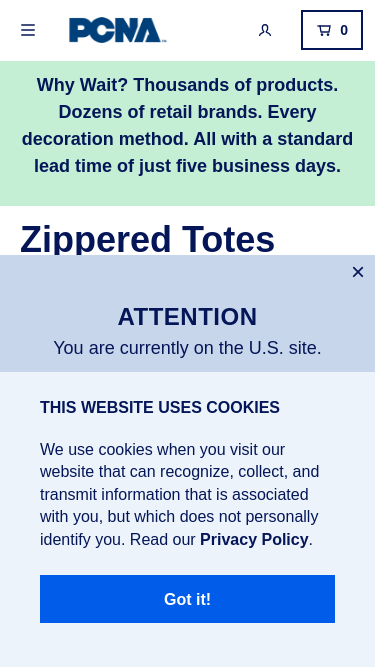 PCNA
0
Why Wait? Thousands of products.
Dozens of retail brands. Every
decoration method. All with a standard
lead time of just five business days.
Zippered Totes
ATTENTION
You are currently on the U.S. site.
THIS WEBSITE USES COOKIES
We use cookies when you visit our
website that can recognize, collect, and
transmit information that is associated
with you, but which does not personally
identify you. Read our Privacy Policy.
Got it!